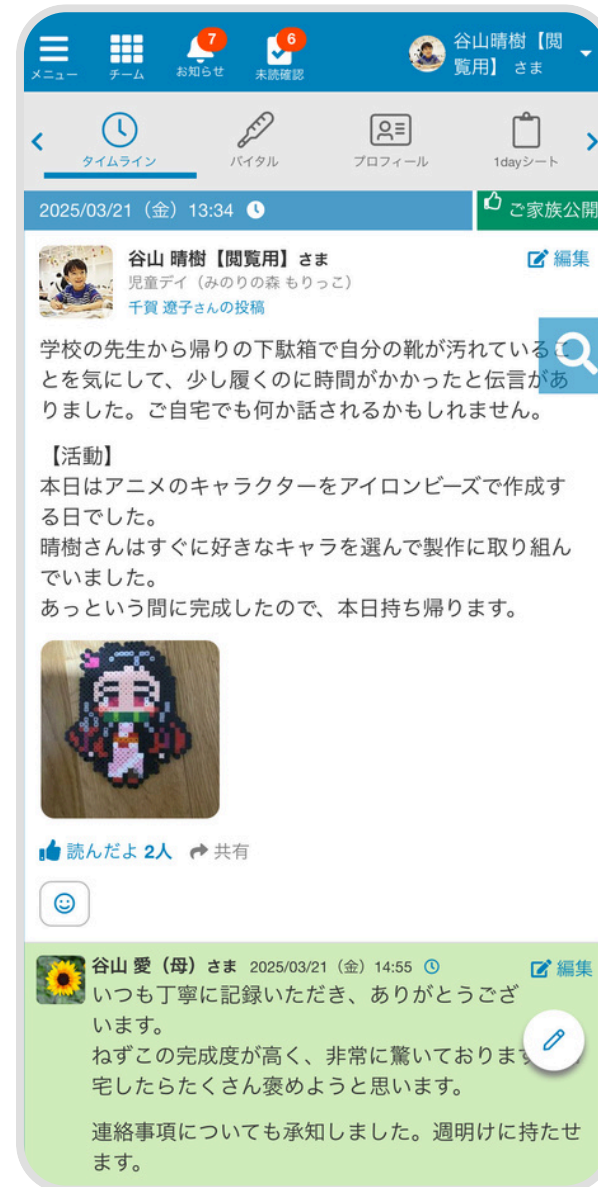 7
6
メニュー
チーム
お知らせ
未読確認
谷山晴樹【閲
覧用】 さま
タイムライン
バイタル
プロフィール
1dayシート
2025/03/21（金）13:34
ご家族公開
谷山 晴樹【閲覧用】さま
編集
児童デイ（みのりの森 もりっこ）
千賀 遼子さんの投稿
学校の先生から帰りの下駄箱で自分の靴が汚れているこ
とを気にして、少し履くのに時間がかかったと伝言があ
りました。ご自宅でも何か話されるかもしれません。
【活動】
本日はアニメのキャラクターをアイロンビーズで作成す
る日でした。
晴樹さんはすぐに好きなキャラを選んで製作に取り組ん
でいました。
あっという間に完成したので、本日持ち帰ります。
読んだよ 2人
共有
谷山 愛（母）さま 2025/03/21（金）14:55
編集
いつも丁寧に記録いただき、ありがとうござ
います。
ねずこの完成度が高く、非常に驚いております
宅したらたくさん褒めようと思います。
連絡事項についても承知しました。週明けに持たせ
ます。